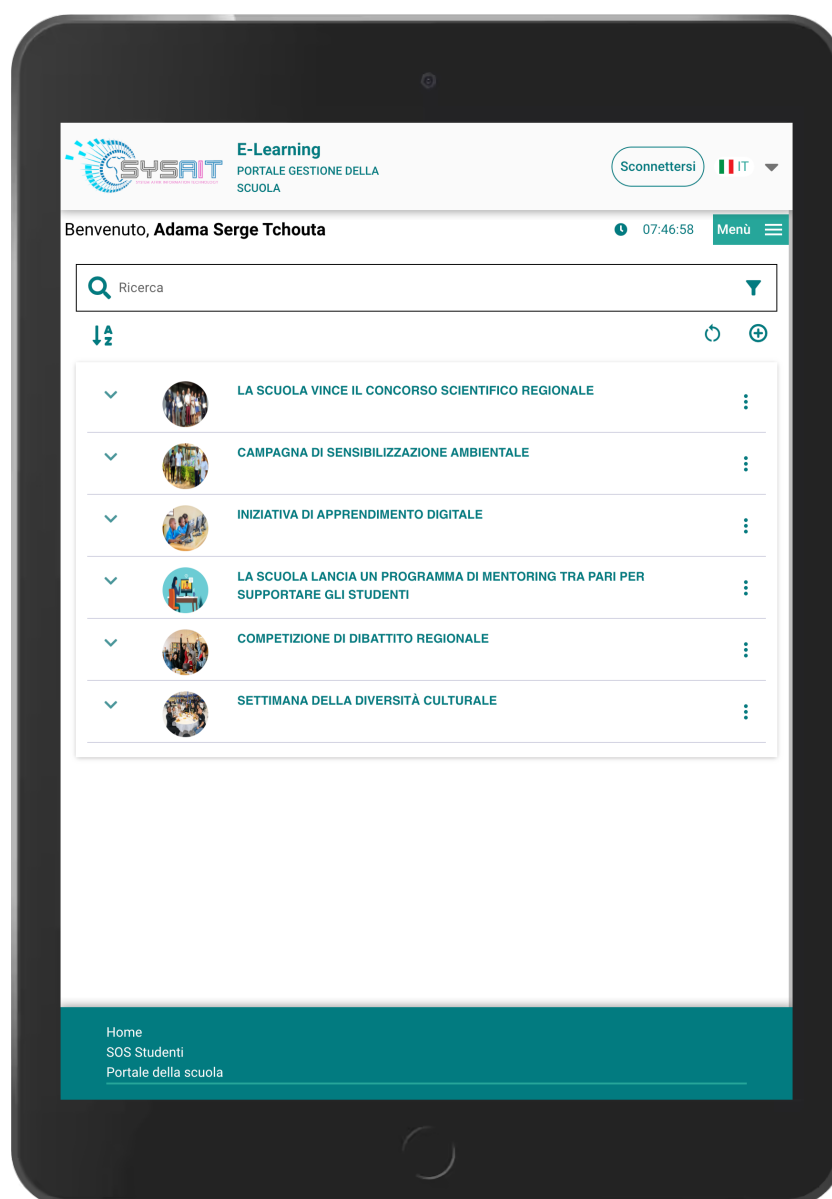 SYSAIT
E-Learning
PORTALE GESTIONE DELLA
SCUOLA
Sconnettersi
IT
Benvenuto, Adama Serge Tchouta
07:46:58
Menù
Ricerca
A
Z
LA SCUOLA VINCE IL CONCORSO SCIENTIFICO REGIONALE
CAMPAGNA DI SENSIBILIZZAZIONE AMBIENTALE
INIZIATIVA DI APPRENDIMENTO DIGITALE
LA SCUOLA LANCIA UN PROGRAMMA DI MENTORING TRA PARI PER
SUPPORTARE GLI STUDENTI
COMPETIZIONE DI DIBATTITO REGIONALE
SETTIMANA DELLA DIVERSITÀ CULTURALE
Home
SOS Studenti
Portale della scuola